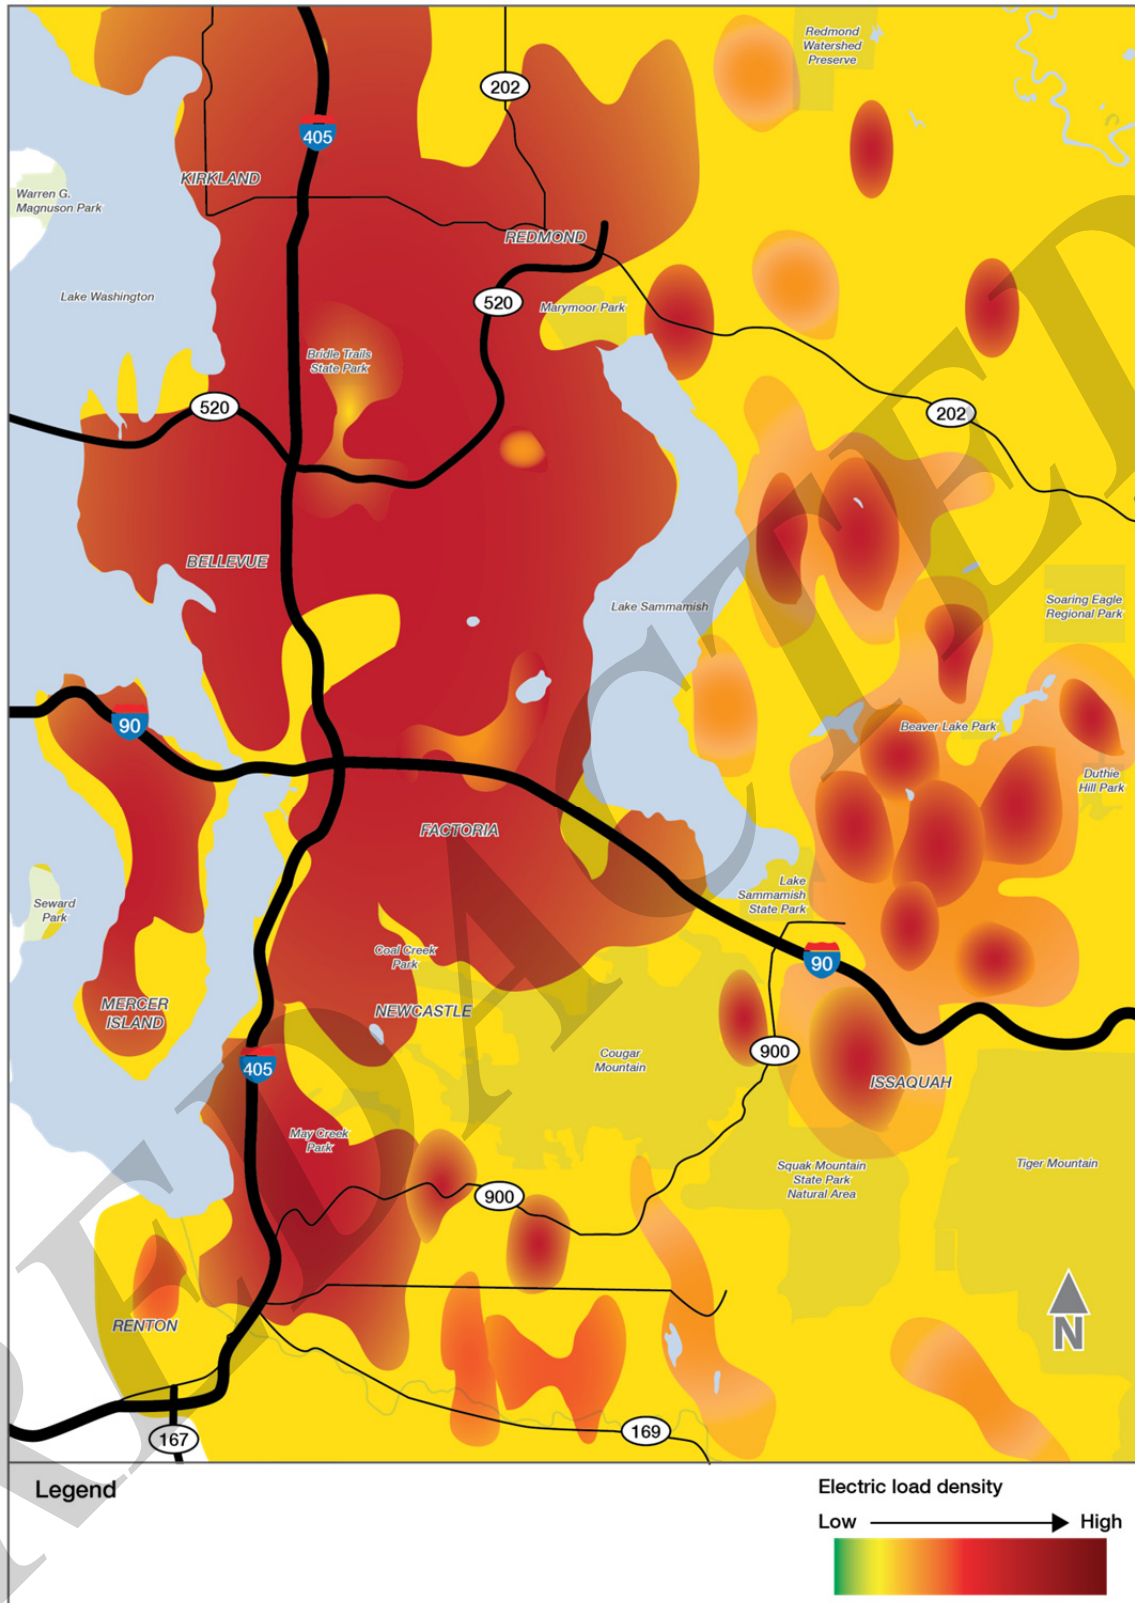 Redmond
Watershed
Preserve
202
405
KIRKLAND
Warren G.
Magnuson Park
REDMOND
Lake Washington
520
Marymoor Park
Bridle Trails
State Park
520
202
BELLEVUE
Lake Sammamish
Soaring Eagle
Regional Park
90
Beaver Lake Park
Duthie
Hill Park
FACTORIA
Lake
Sammamish
State Park
Seward
Park
Coal Creek
Park
90
MERCER
ISLAND
NEWCASTLE
Cougar
Mountain
900
405
ISSAQUAH
May Creek
Park
Squak Mountain
State Park
Natural Area
Tiger Mountain
900
N
RENTON
169
167
REDACTED
Legend
Electric load density
Low
High